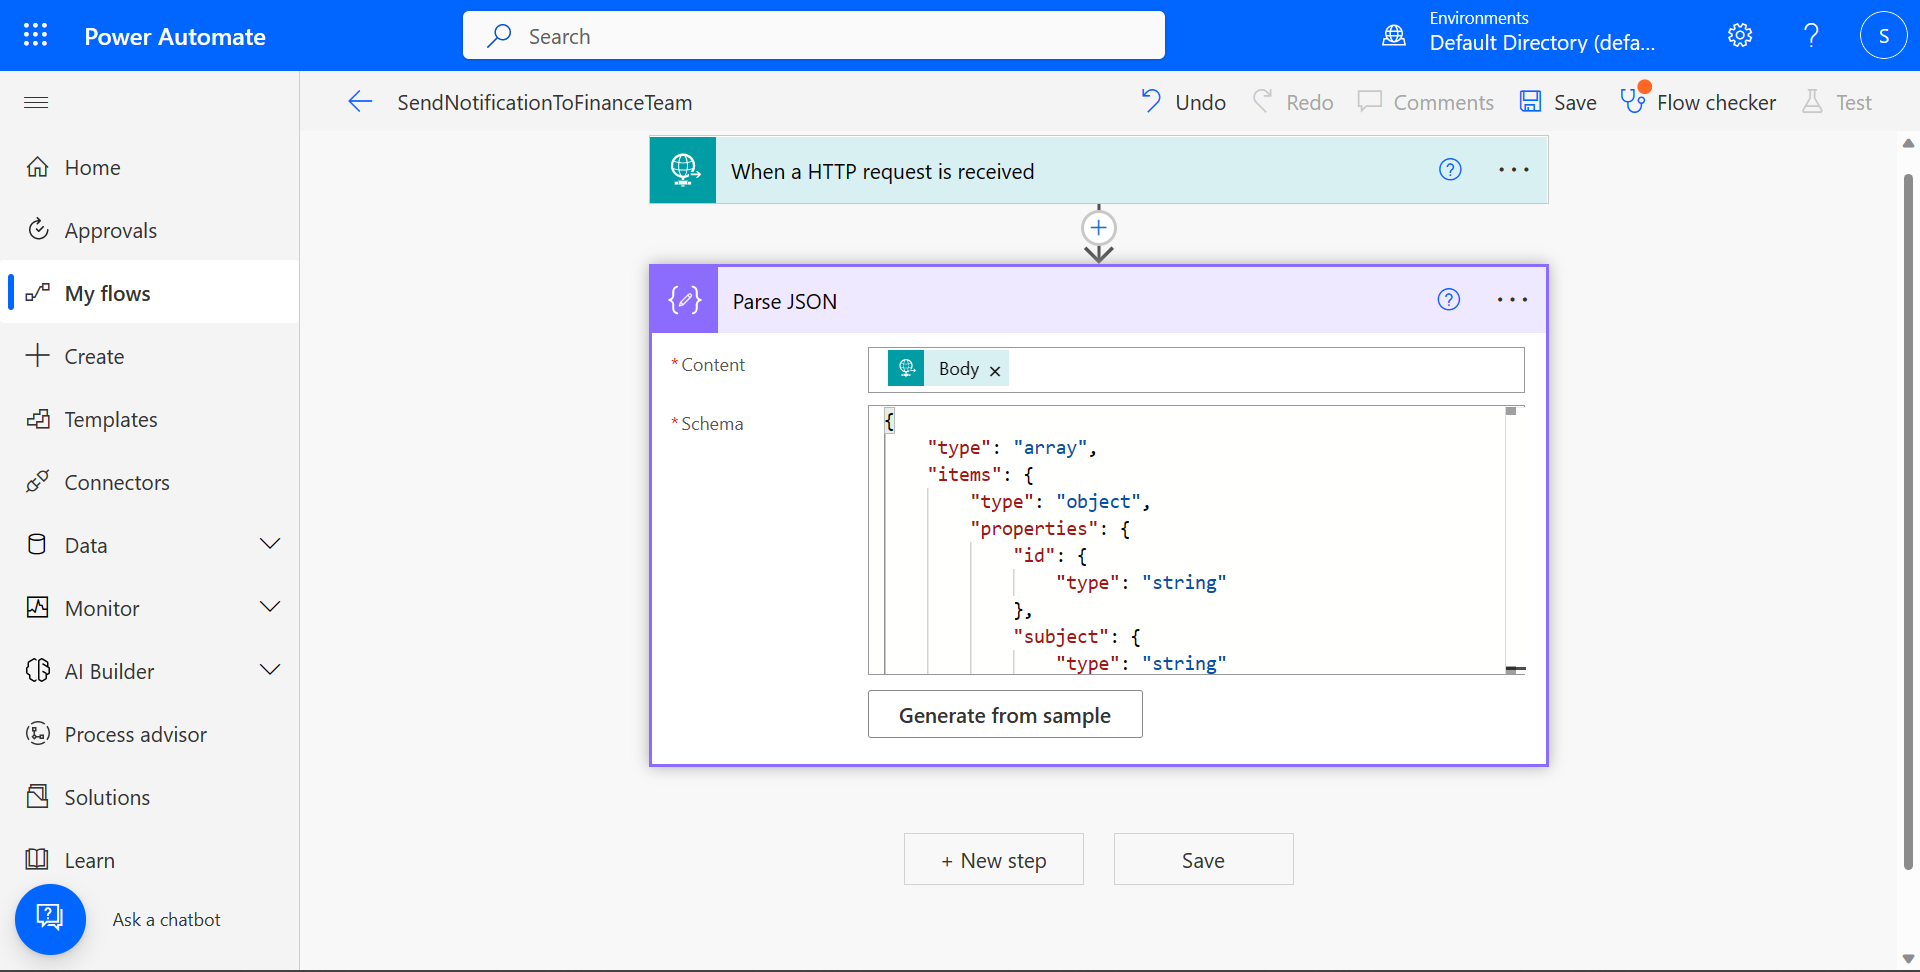 Power Automate
Search
Environments
Default Directory (defa...
S
SendNotificationToFinanceTeam
Undo
Redo
Comments
Save
Flow checker
Test
Home
Approvals
My flows
Create
Templates
Connectors
Data
Monitor
AI Builder
Process advisor
Solutions
Learn
Ask a chatbot
When a HTTP request is received
Parse JSON
* Content
Body ×
* Schema
{
"type": "array",
"items": {
"type": "object",
"properties": {
"id": {
"type": "string"
},
"subject": {
"type": "string"
Generate from sample
+ New step
Save